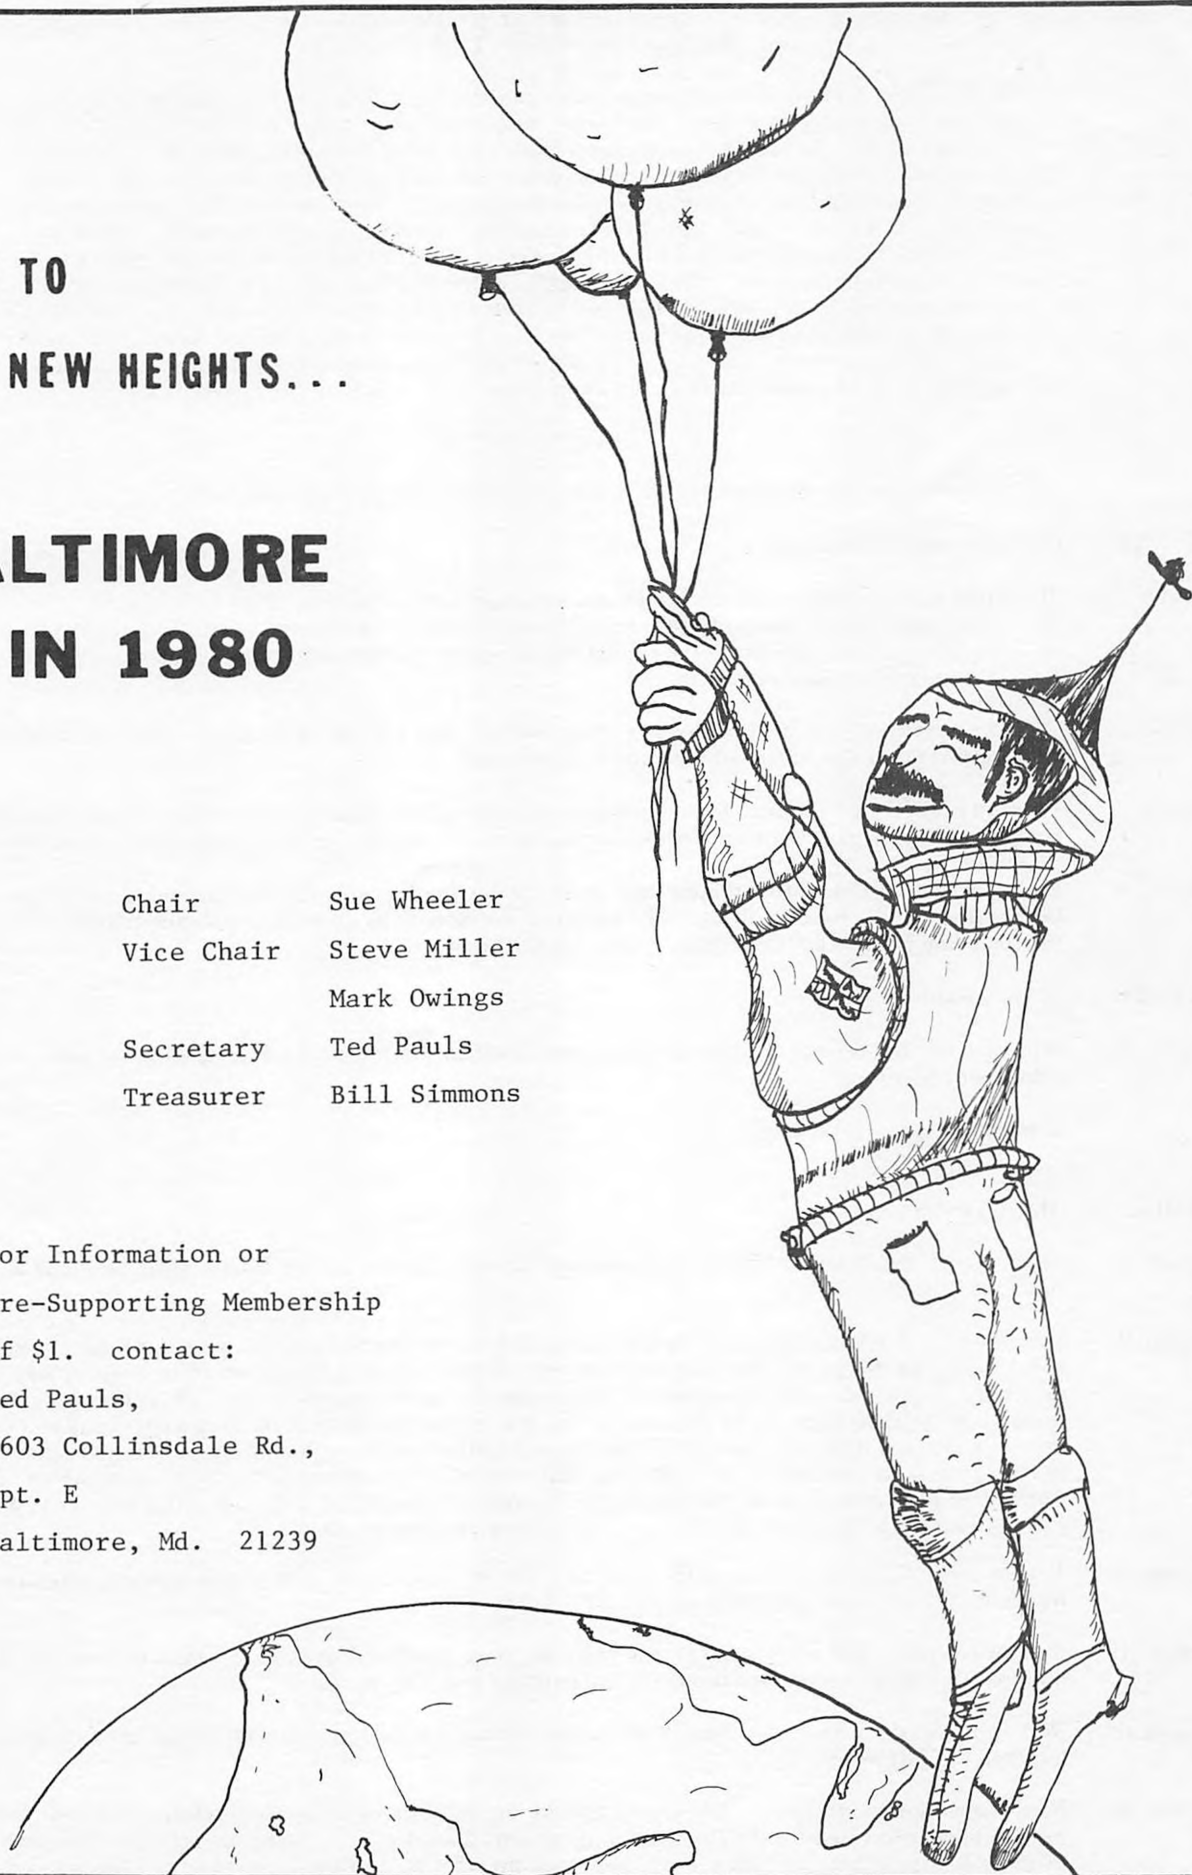 TO
NEW HEIGHTS...
ALTIMORE
IN 1980
Chair Sue Wheeler
Vice Chair Steve Miller
Mark Owings
Secretary Ted Pauls
Treasurer Bill Simmons
or Information or
re-Supporting Membership
f $1. contact:
ed Pauls,
603 Collinsdale Rd.,
pt. E
altimore, Md. 21239